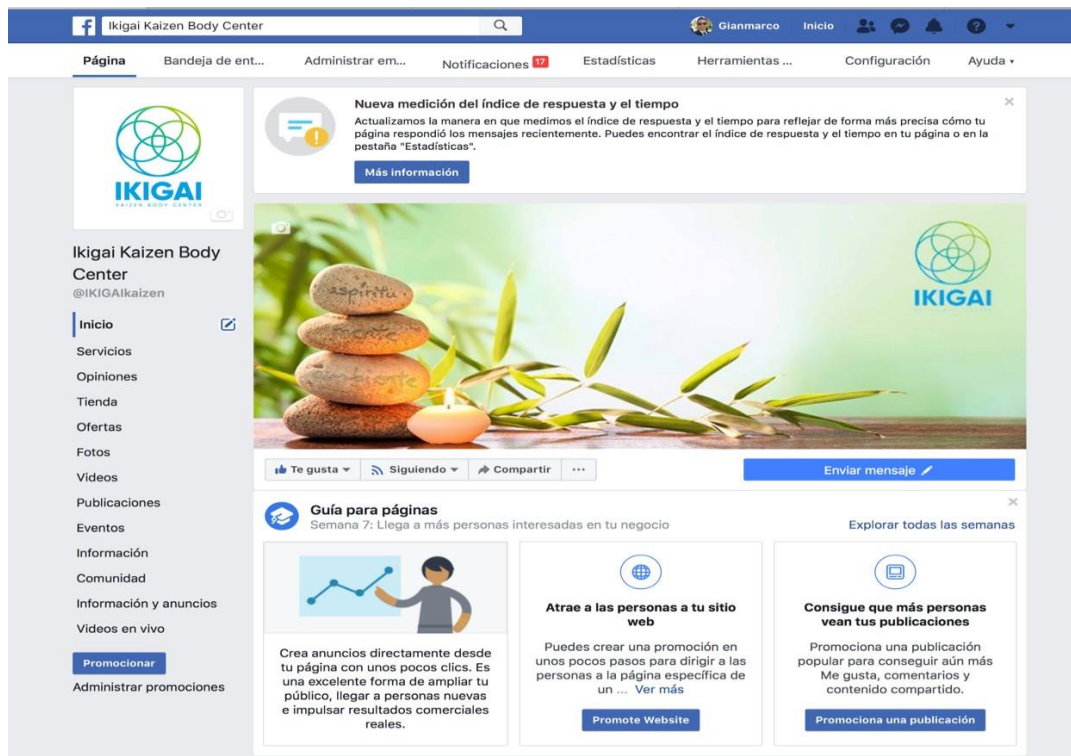 Ikigai Kaizen Body Center
Gianmarco
Inicio
Página
Bandeja de ent...
Administrar em...
Notificaciones 17
Estadísticas
Herramientas ...
Configuración
Ayuda
IKIGAI
KAIZEN BODY CENTER
Ikigai Kaizen Body
Center
@IKIGAIkaizen
Inicio
Servicios
Opiniones
Tienda
Ofertas
Fotos
Videos
Publicaciones
Eventos
Información
Comunidad
Información y anuncios
Videos en vivo
Promocionar
Administrar promociones
Nueva medición del índice de respuesta y el tiempo
Actualizamos la manera en que medimos el índice de respuesta y el tiempo para reflejar de forma más precisa cómo tu
página respondió los mensajes recientemente. Puedes encontrar el índice de respuesta y el tiempo en tu página o en la
pestaña "Estadísticas".
Más información
espíritu
IKIGAI
Te gusta
Siguiendo
Compartir
Enviar mensaje
Guía para páginas
Semana 7: Llega a más personas interesadas en tu negocio
Explorar todas las semanas
Crea anuncios directamente desde
tu página con unos pocos clics. Es
una excelente forma de ampliar tu
público, llegar a personas nuevas
e impulsar resultados comerciales
reales.
Atrae a las personas a tu sitio
web
Puedes crear una promoción en
unos pocos pasos para dirigir a las
personas a la página específica de
un ... Ver más
Promote Website
Consigue que más personas
vean tus publicaciones
Promociona una publicación
popular para conseguir aún más
Me gusta, comentarios y
contenido compartido.
Promociona una publicación